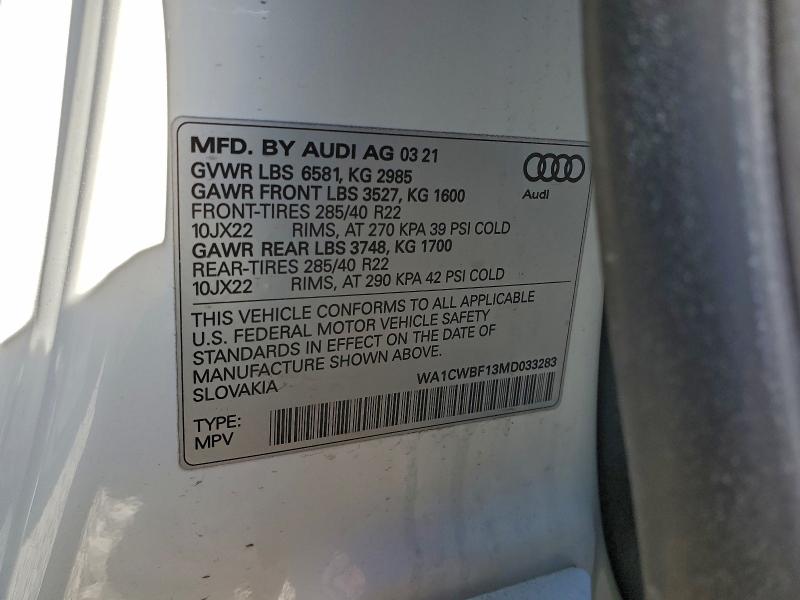 MFD. BY AUDI AG 03 21
GVWR LBS 6581, KG 2985
GAWR FRONT LBS 3527, KG 1600
FRONT-TIRES 285/40 R22
10JX22 RIMS, AT 270 KPA 39 PSI COLD
GAWR REAR LBS 3748, KG 1700
REAR-TIRES 285/40 R22
10JX22 RIMS, AT 290 KPA 42 PSI COLD
Audi
THIS VEHICLE CONFORMS TO ALL APPLICABLE
U.S. FEDERAL MOTOR VEHICLE SAFETY
STANDARDS IN EFFECT ON THE DATE OF
MANUFACTURE SHOWN ABOVE.
SLOVAKIA
WA1CWBF13MD033283
TYPE:
MPV